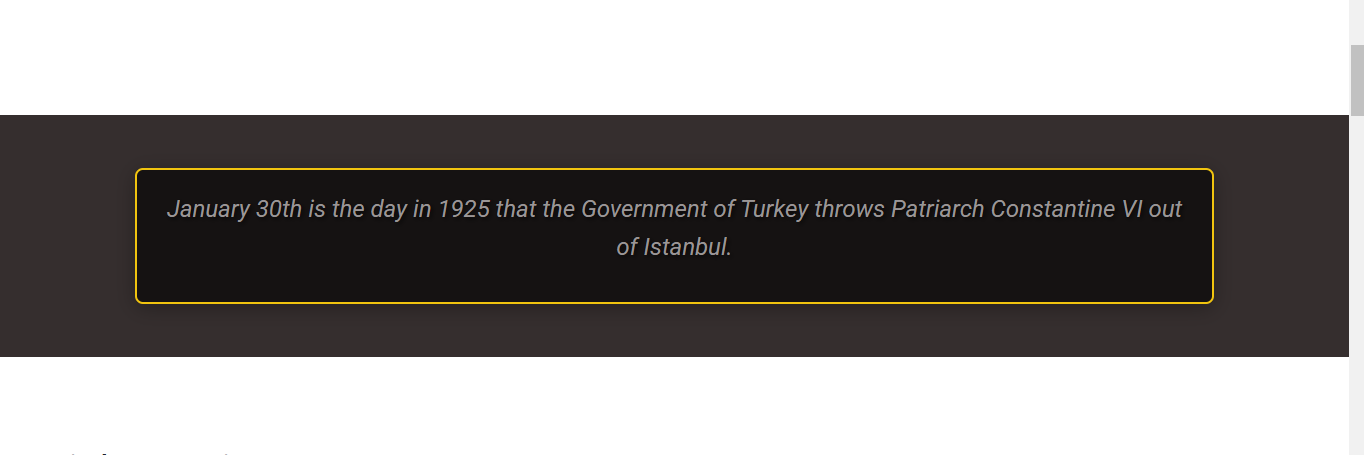 January 30th is the day in 1925 that the Government of Turkey throws Patriarch Constantine VI out
of Istanbul.